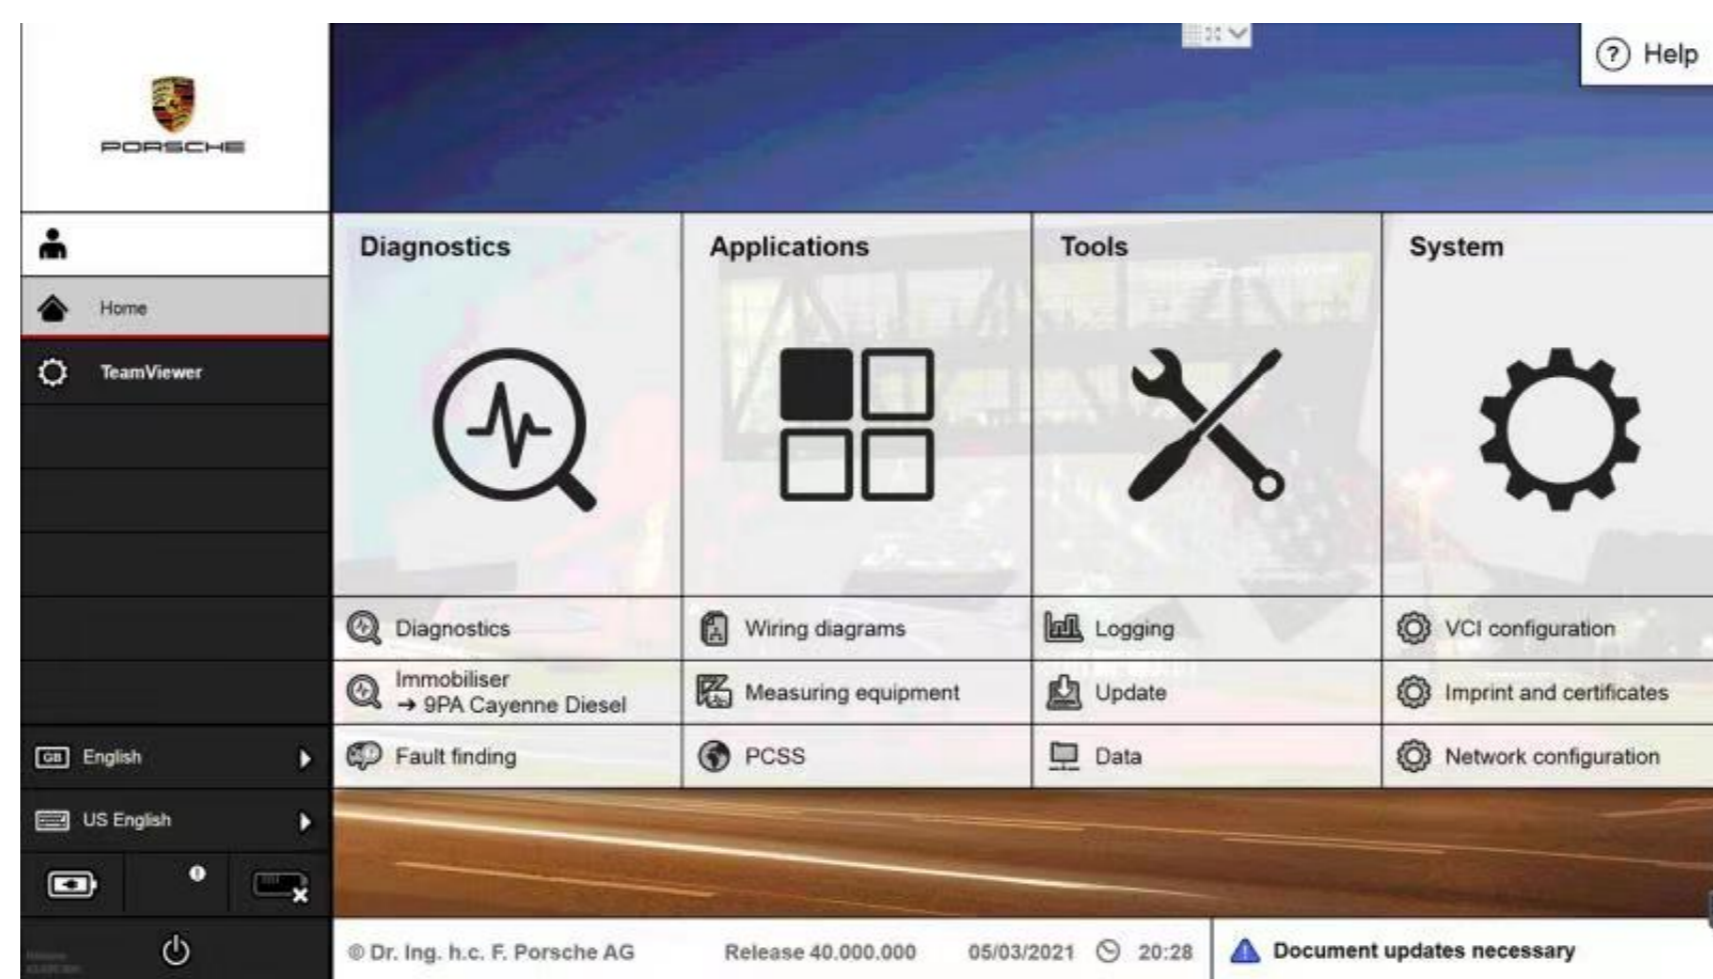 PORSCHE
Help
Home
TeamViewer
GB English
US English
Diagnostics
Diagnostics
Immobiliser
→ 9PA Cayenne Diesel
Fault finding
Applications
Wiring diagrams
Measuring equipment
PCSS
Tools
Logging
Update
Data
System
VCI configuration
Imprint and certificates
Network configuration
© Dr. Ing. h.c. F. Porsche AG
Release 40.000.000
05/03/2021
20:28
Document updates necessary